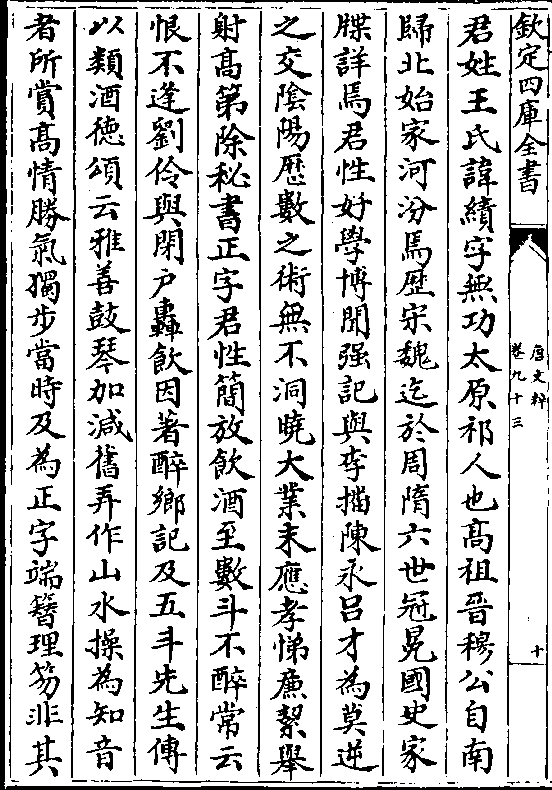 欽定四庫全書
唐文粹
卷九十三
十
君姓王氏諱績字無功太原祁人也髙祖晉穆公自南
歸北始家河汾焉歴宋魏迄於周隋六世冠冕國史家
牒詳焉君性好學博聞强記與李播陳永吕才為莫逆
之交陰陽厯數之術無不洞曉大業末應孝悌亷絜舉
射髙第除秘書正字君性簡放飲酒至數斗不醉常云
恨不逢劉伶與閉户轟飲因著醉鄉記及五斗先生傳
以類酒徳頌云雅善鼓琴加減舊弄作山水操為知音
者所賞髙情勝氣獨步當時及為正字端簪理笏非其